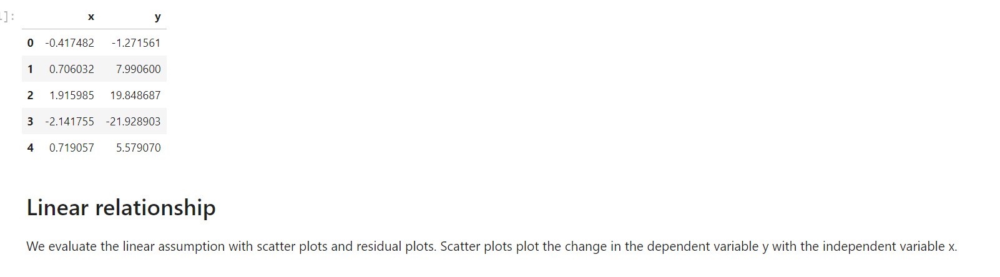 ]:
x y
0 -0.417482 -1.271561
1 0.706032 7.990600
2 1.915985 19.848687
3 -2.141755 -21.928903
4 0.719057 5.579070
Linear relationship
We evaluate the linear assumption with scatter plots and residual plots. Scatter plots plot the change in the dependent variable y with the independent variable x.